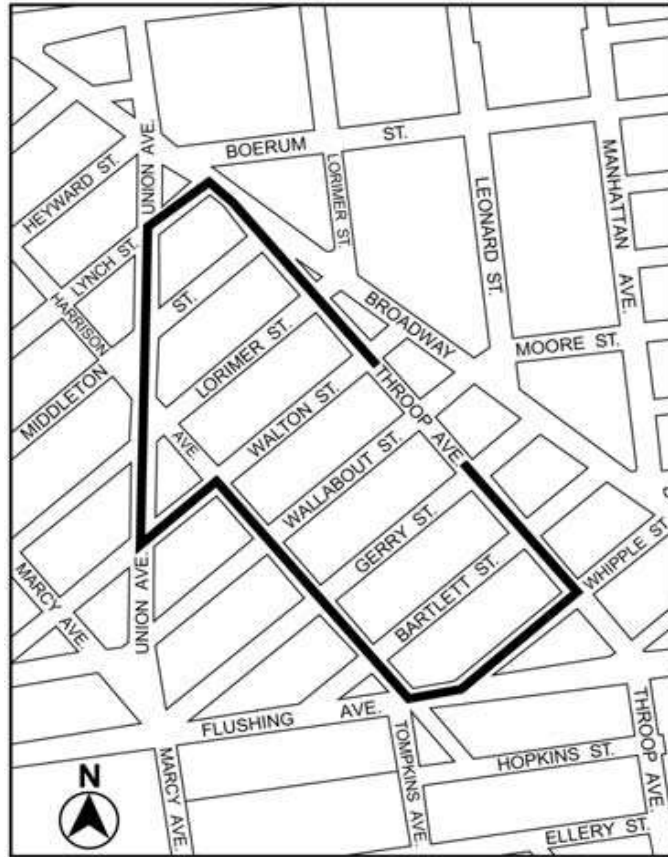 BOERUM ST.
UNION AVE.
HEYWARD ST.
LORIMER ST.
MANHATTAN AVE.
LEONARD ST.
LYNCH ST.
HARRISON
BROADWAY
MOORE ST.
ST.
LORIMER ST.
MIDDLETON
THROOP AVE.
WALTON ST.
AVE
WALLABOUT ST.
GERRY ST.
WHIPPLE ST.
BARTLETT ST.
MARCY AVE.
UNION AVE.
FLUSHING AVE.
THROOP AVE.
TOMPKINS AVE.
HOPKINS ST.
MARCY AVE.
N
ELLERY ST.